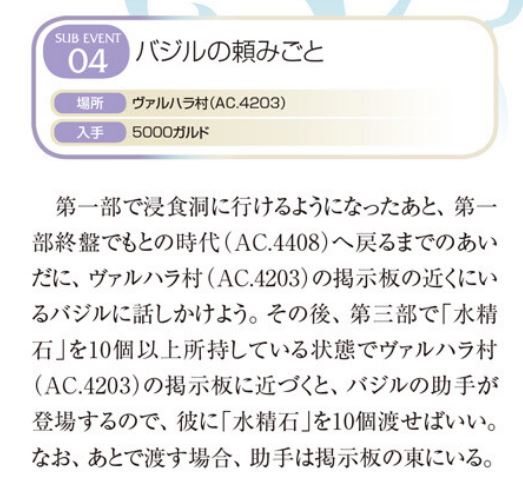 SUB EVENT
04
バジルの頼みごと
場所 ヴァルハラ村(AC.4203)
入手 5000ガルド
第一部で浸食洞に行けるようになったあと、第一
部終盤でもとの時代(AC.4408)へ戻るまでのあい
だに、ヴァルハラ村(AC.4203)の掲示板の近くにい
るバジルに話しかけよう。その後、第三部で「水精
石」を10個以上所持している状態でヴァルハラ村
(AC.4203)の掲示板に近づくと、バジルの助手が
登場するので、彼に「水精石」を10個渡せばいい。
なお、あとで渡す場合、助手は掲示板の東にいる。